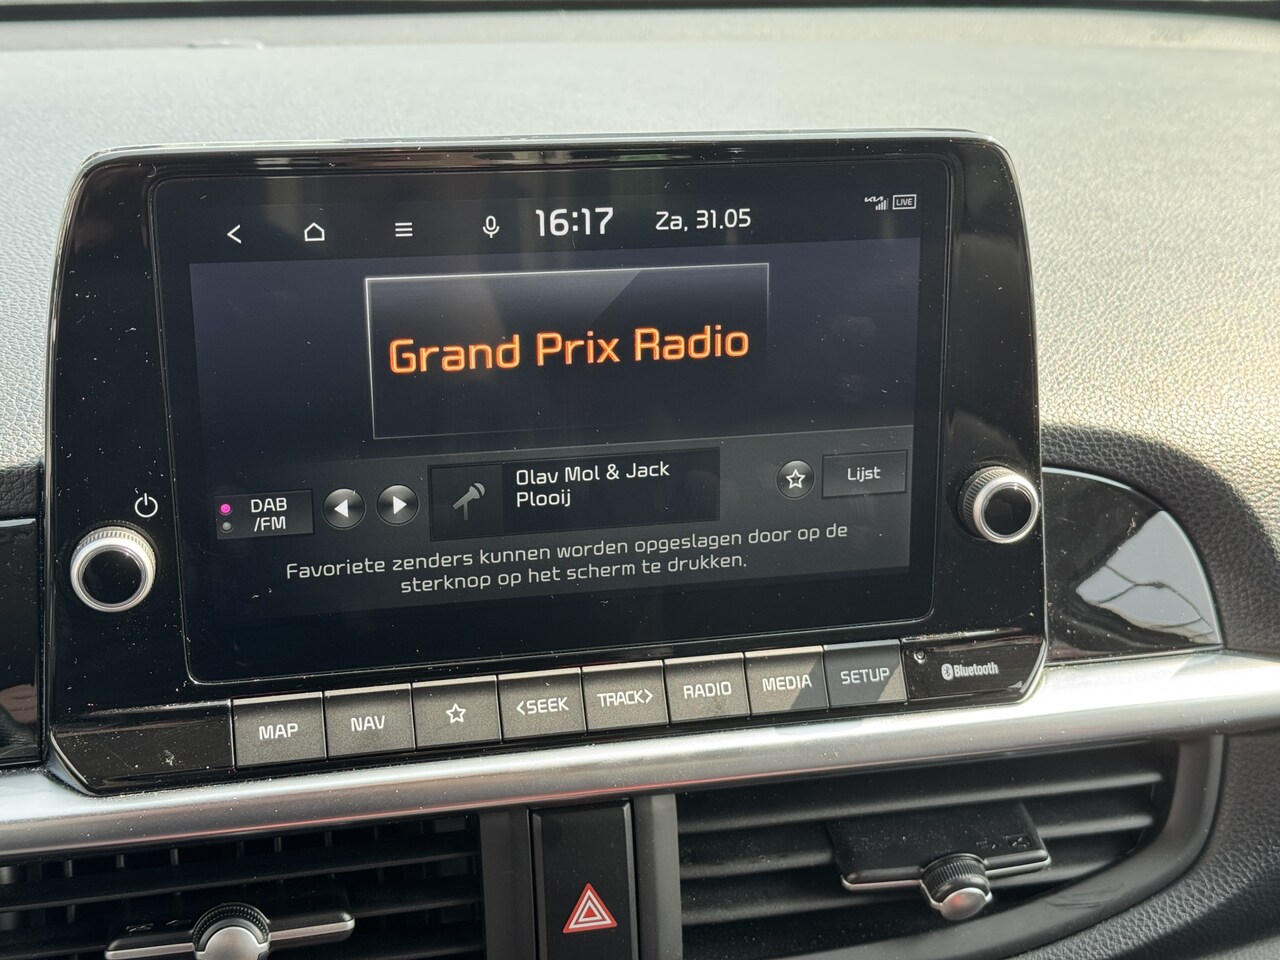 16:17 Za, 31.05 KIA LIVE
Grand Prix Radio
DAB
/FM
Olav Mol & Jack
Plooij
Lijst
Favoriete zenders kunnen worden opgeslagen door op de
sterknop op het scherm te drukken.
MAP NAV <SEEK TRACK> RADIO MEDIA SETUP Bluetooth